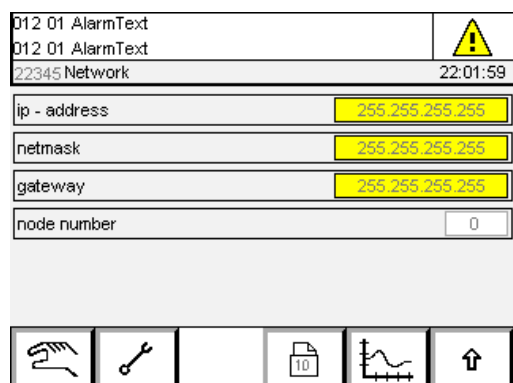 012 01 AlarmText
012 01 AlarmText
22345 Network 22:01:59
ip - address 255.255.255.255
netmask 255.255.255.255
gateway 255.255.255.255
node number 0
10